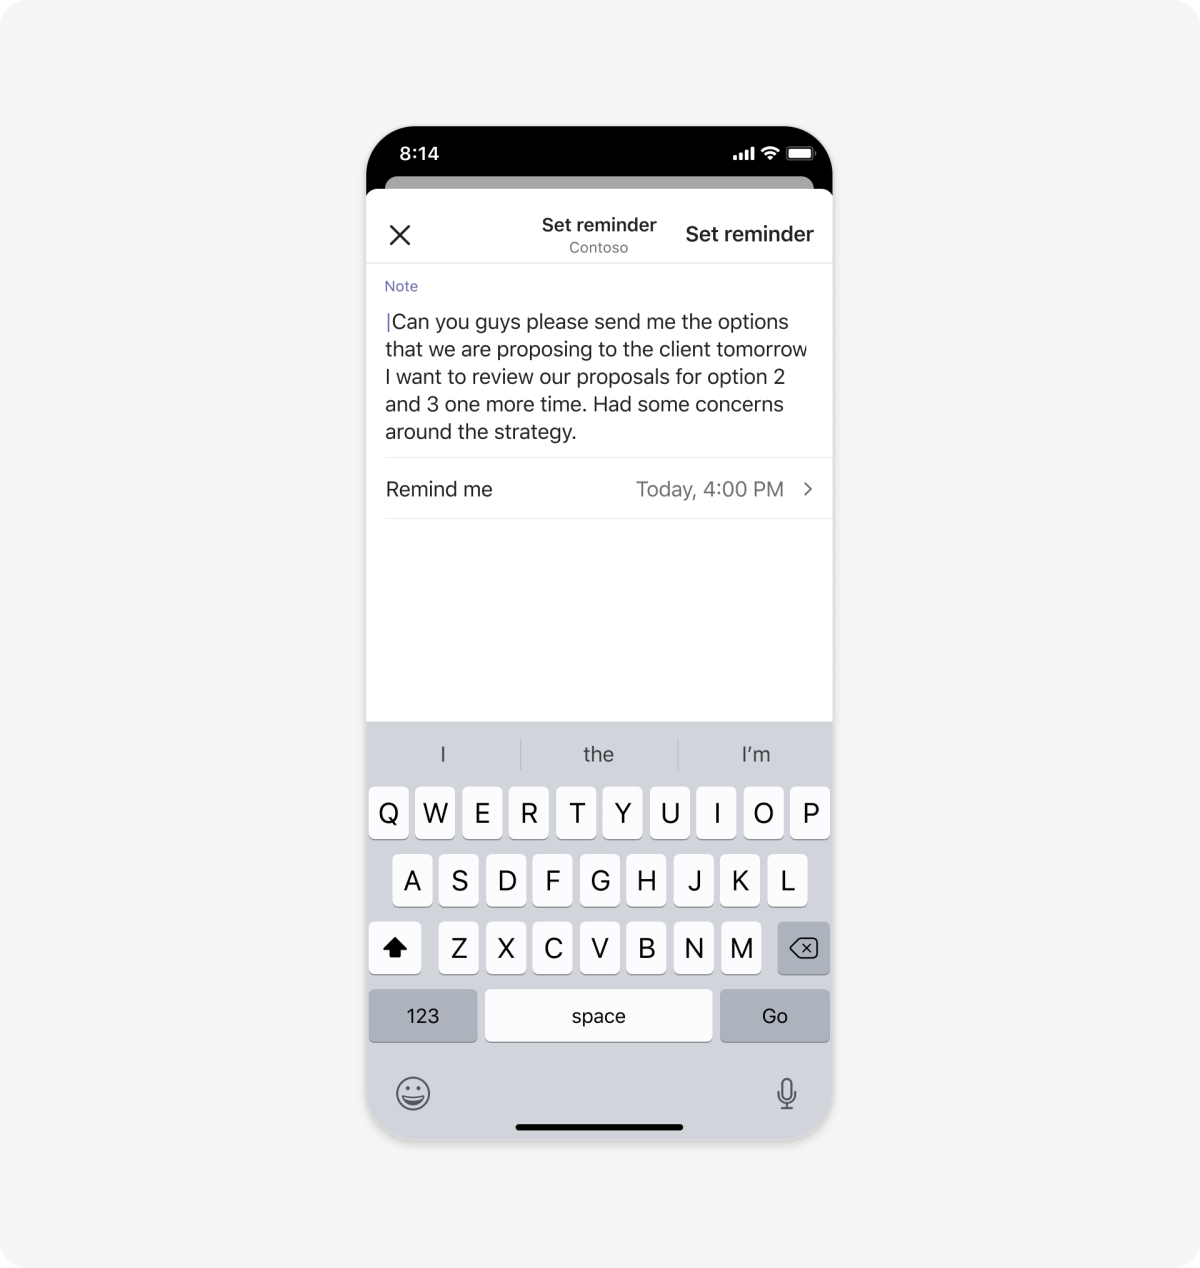 8:14
Set reminder
Contoso
Set reminder
Note
Can you guys please send me the options
that we are proposing to the client tomorrow
I want to review our proposals for option 2
and 3 one more time. Had some concerns
around the strategy.
Remind me Today, 4:00 PM
I the I'm
Q W E R T Y U I O P
A S D F G H J K L
Z X C V B N M
123 space Go